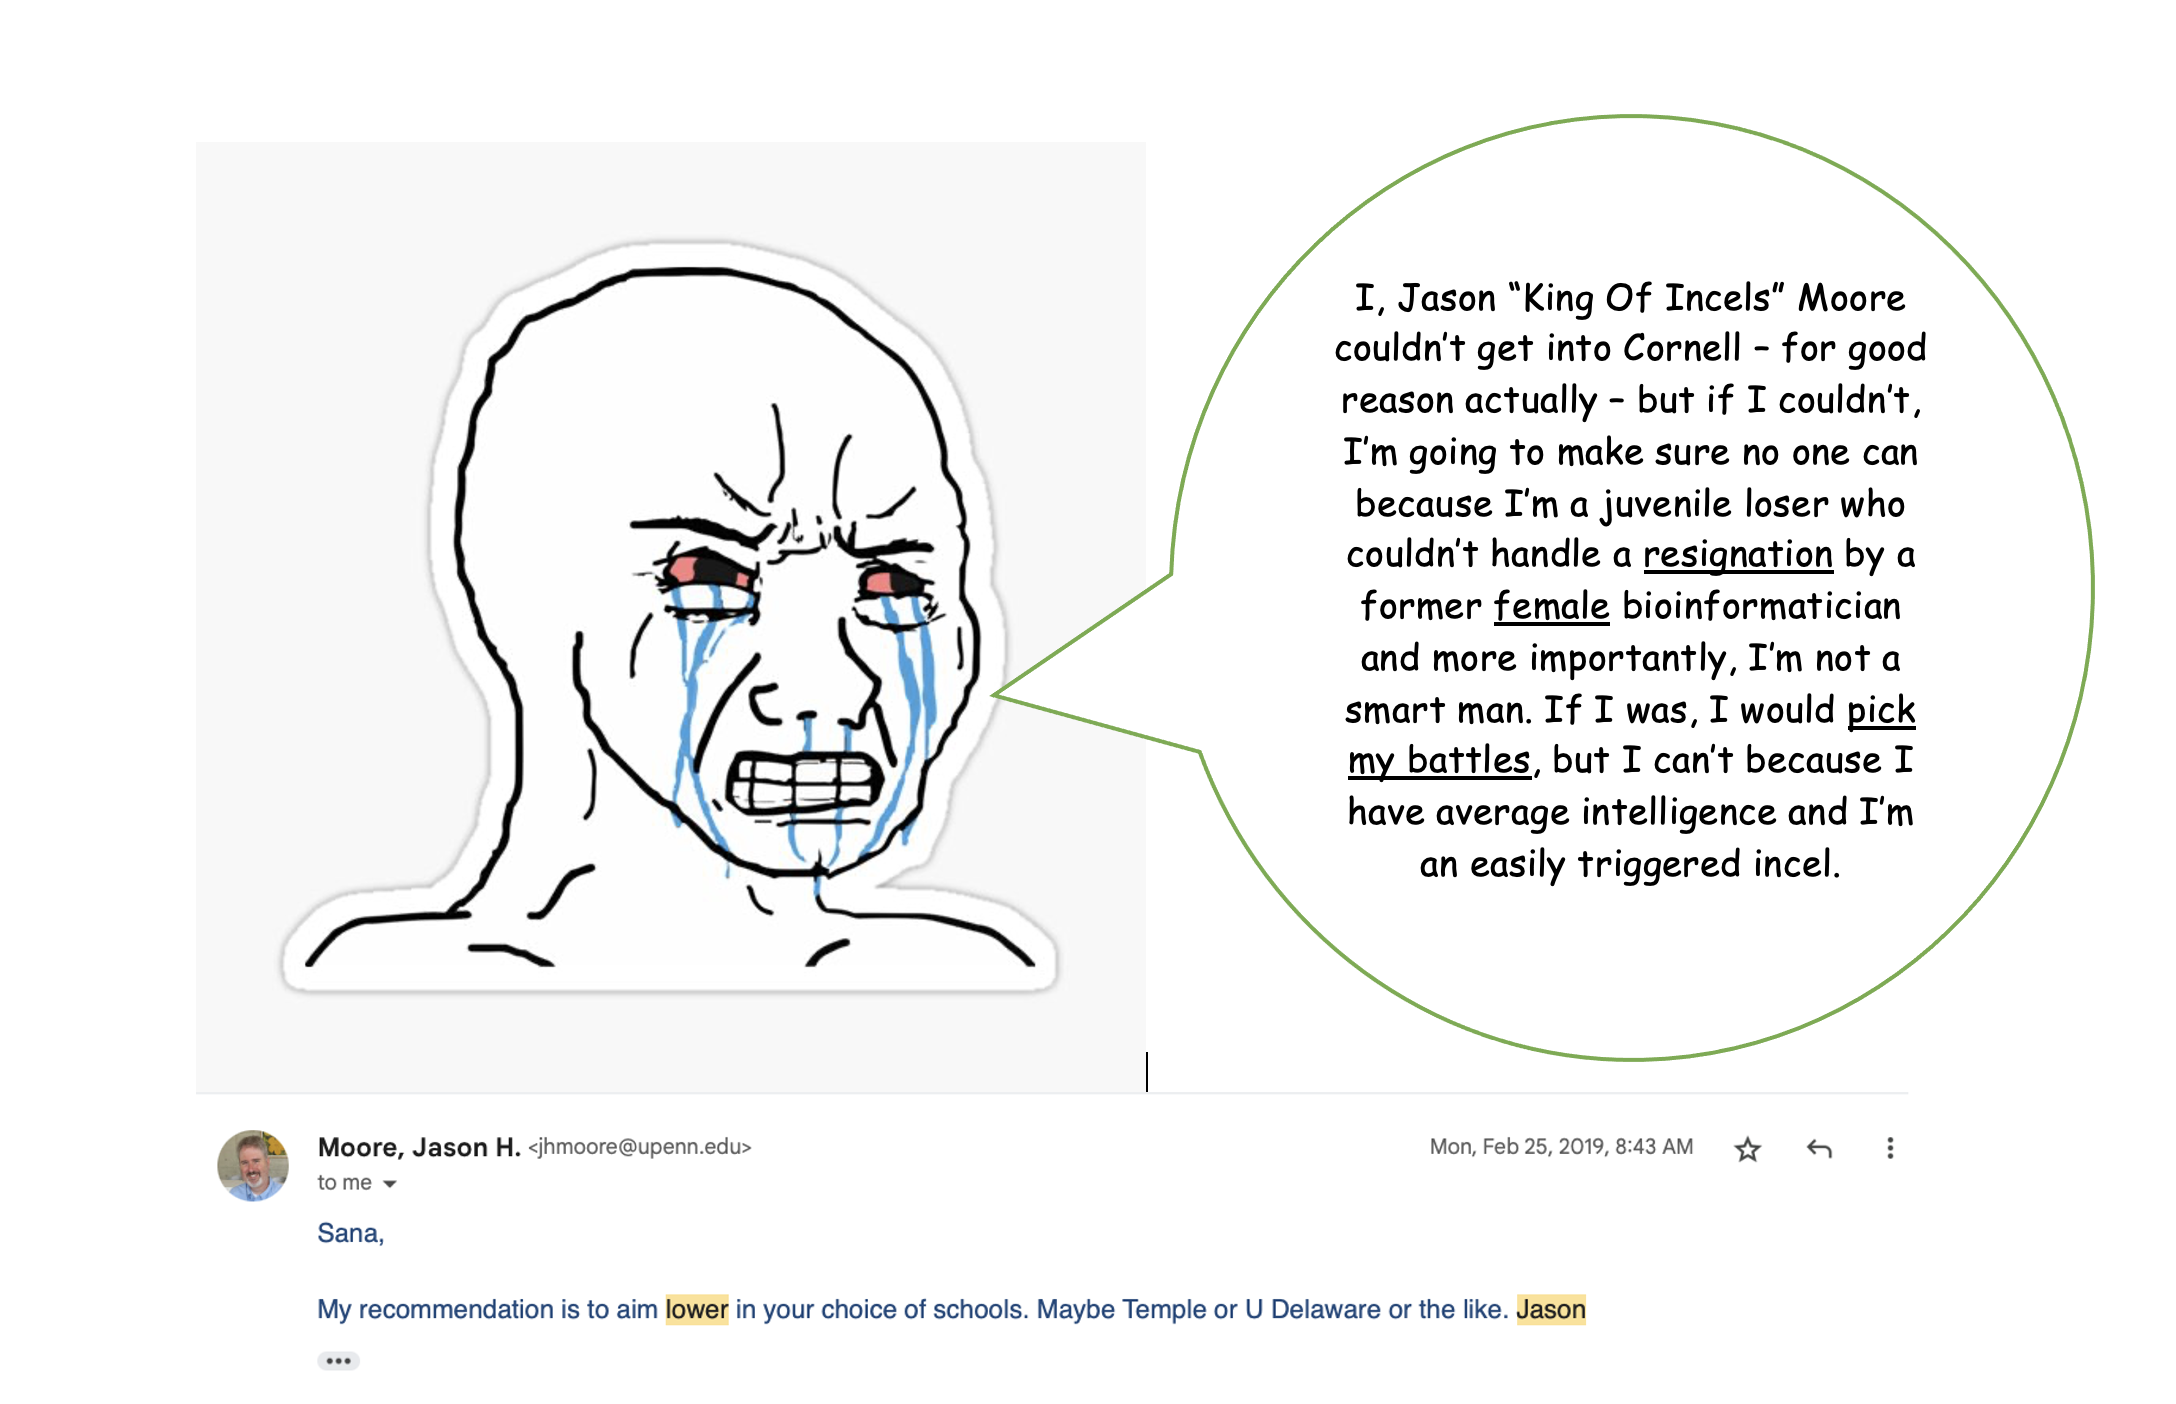 I, Jason “King Of Incels” Moore
couldn’t get into Cornell – for good
reason actually – but if I couldn’t,
I’m going to make sure no one can
because I’m a juvenile loser who
couldn’t handle a resignation by a
former female bioinformatician
and more importantly, I’m not a
smart man. If I was, I would pick
my battles, but I can’t because I
have average intelligence and I’m
an easily triggered incel.
Moore, Jason H. <jhmoore@upenn.edu> Mon, Feb 25, 2019, 8:43 AM
to me
Sana,
My recommendation is to aim lower in your choice of schools. Maybe Temple or U Delaware or the like. Jason